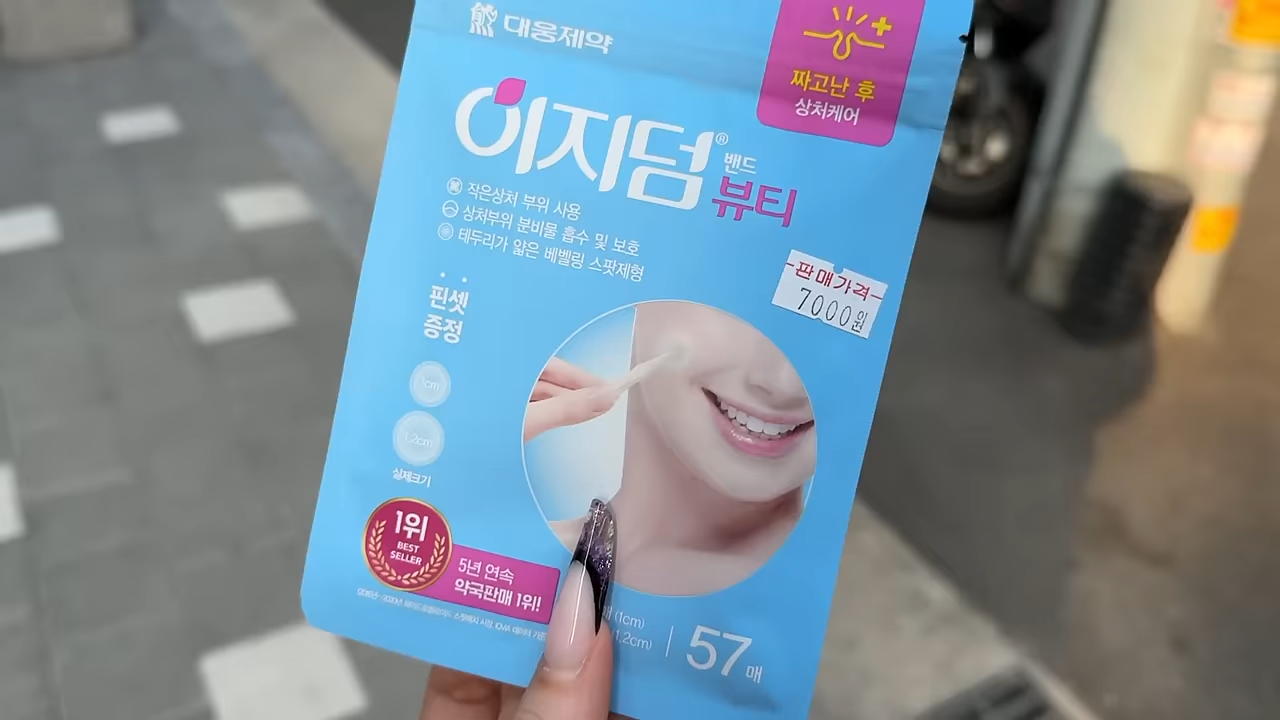 대웅제약
짜고난 후
상처케어
이지덤®
밴드
뷰티
작은상처 부위 사용
상처부위 분비물 흡수 및 보호
테두리가 얇은 베벨링 스팟제형
-판매가격-
7000원
핀셋
증정
1cm
1.2cm
실제크기
1위
BEST
SELLER
5년 연속
약국판매 1위!
(1cm)
1.2cm)
57매